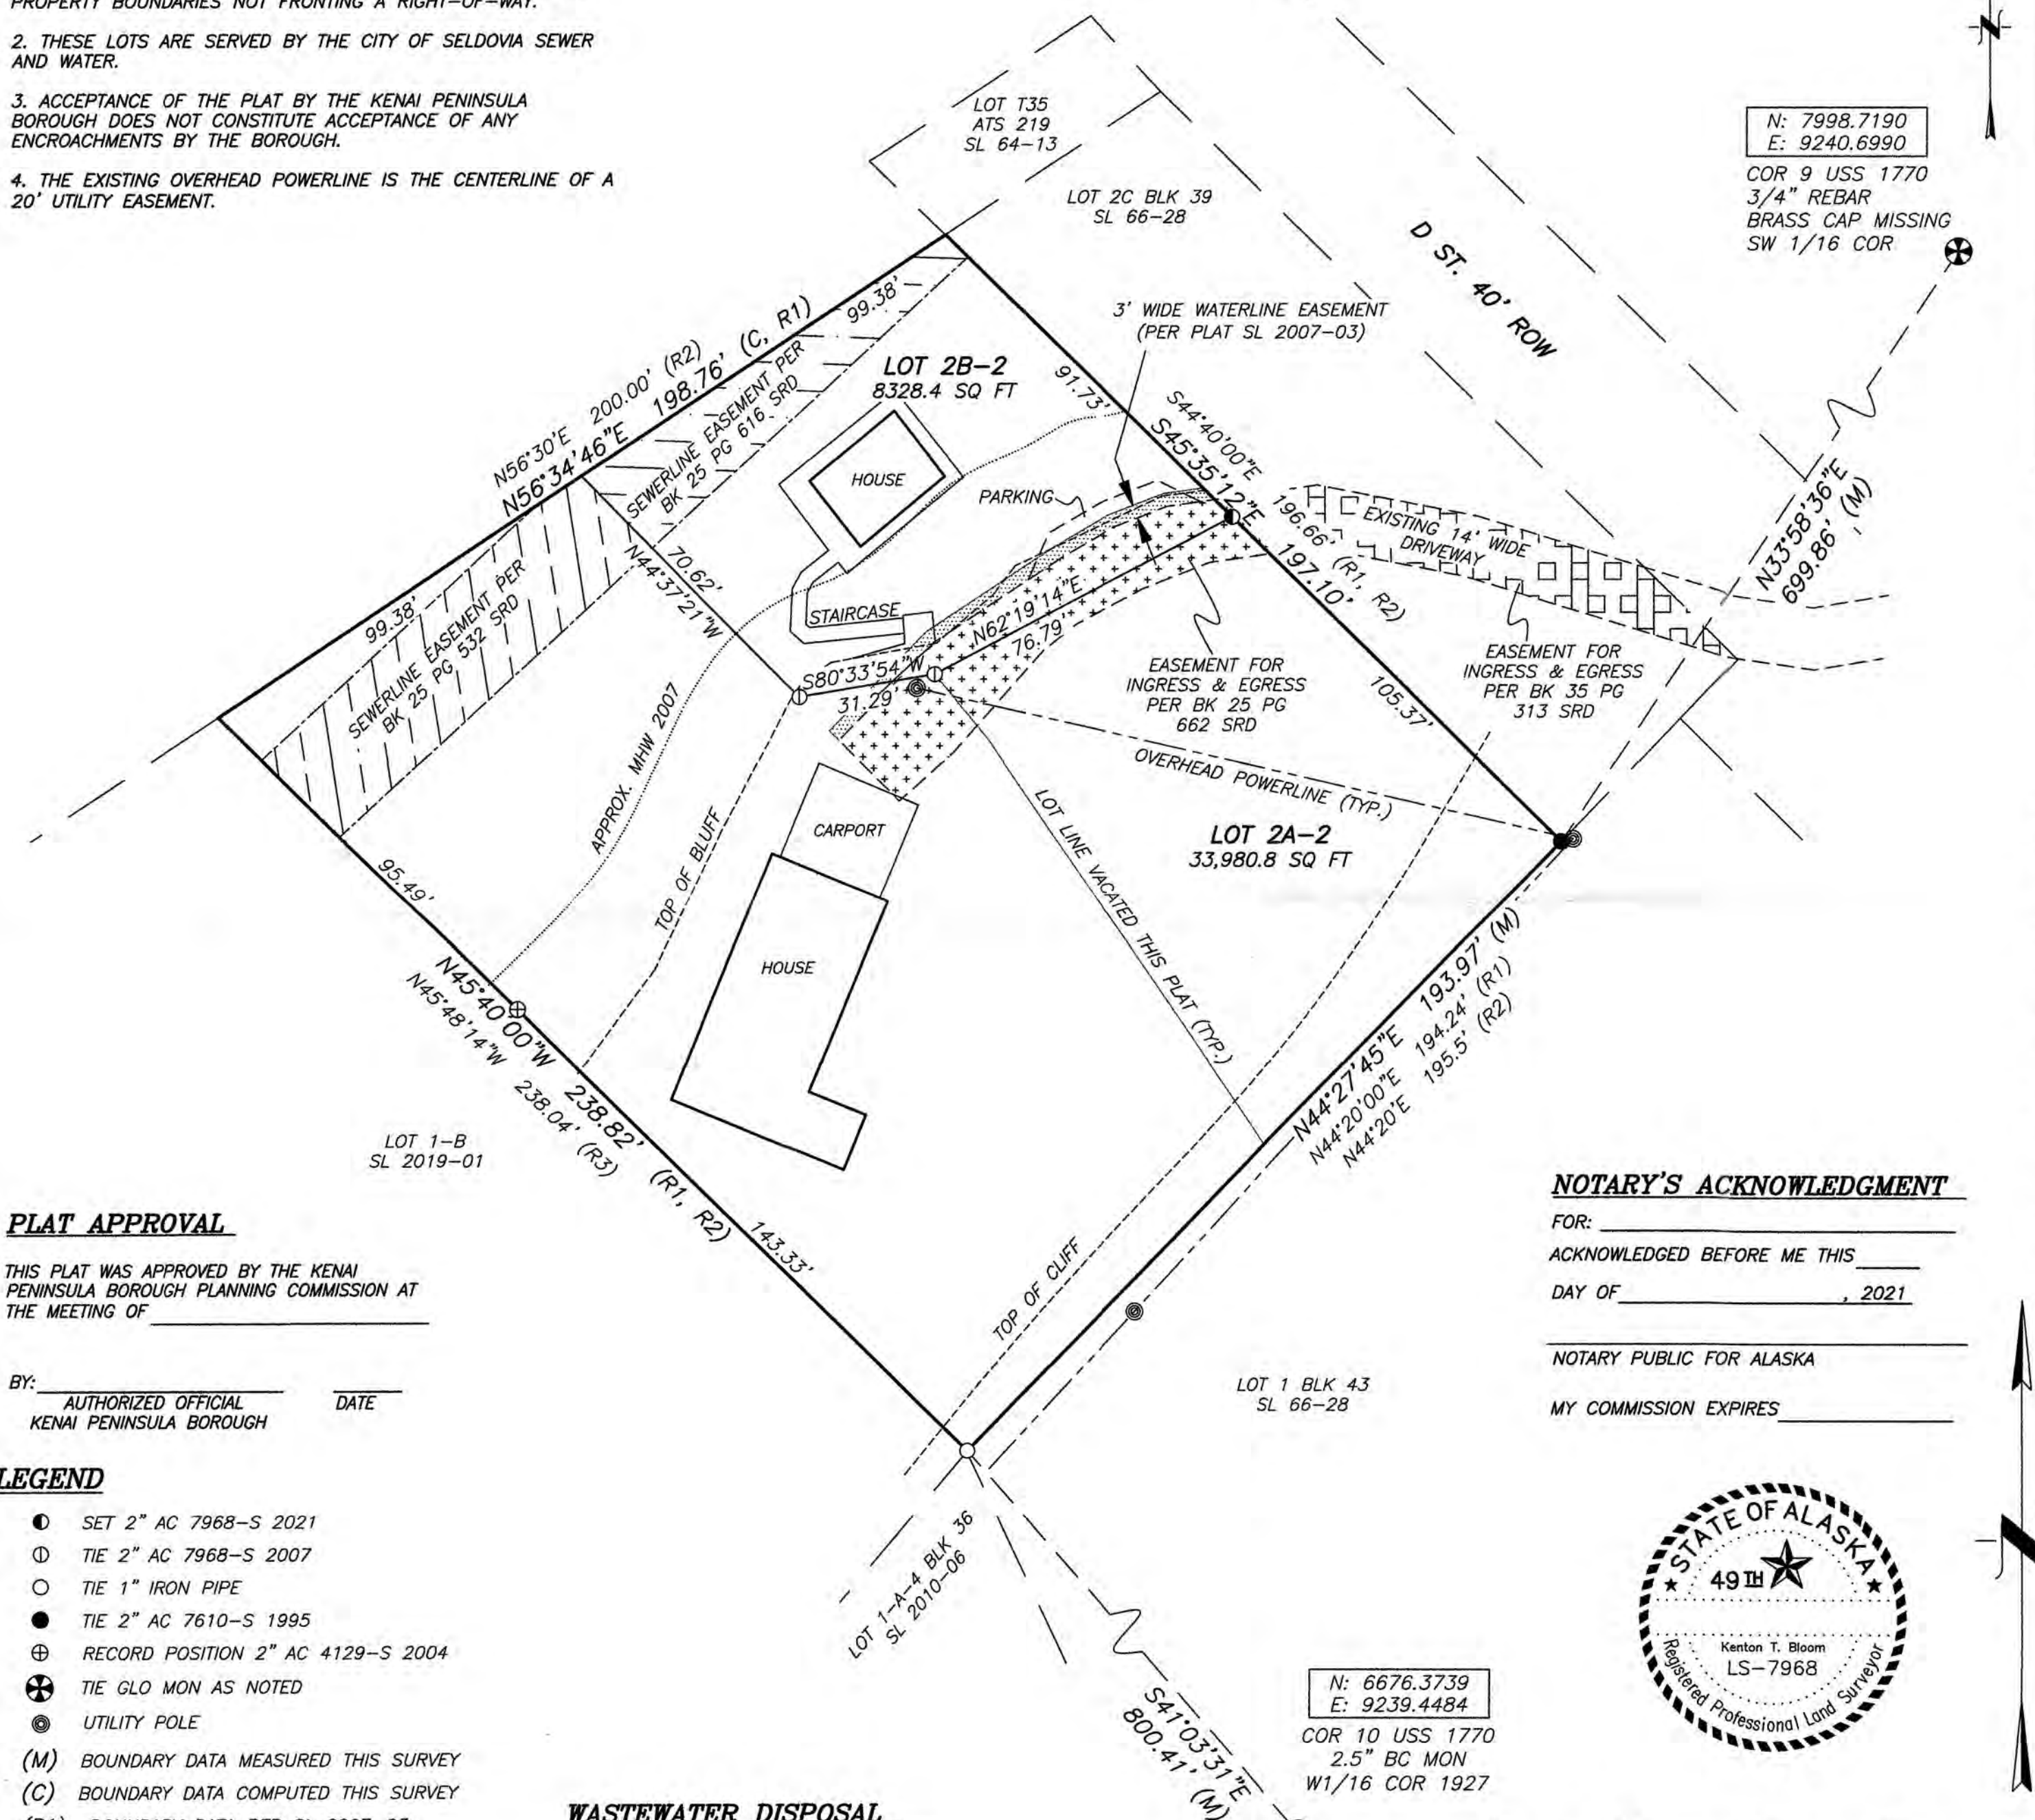 PROPERTY BOUNDARIES NOT FRONTING A RIGHT-OF-WAY.
2. THESE LOTS ARE SERVED BY THE CITY OF SELDOVIA SEWER
AND WATER.
3. ACCEPTANCE OF THE PLAT BY THE KENAI PENINSULA
BOROUGH DOES NOT CONSTITUTE ACCEPTANCE OF ANY
ENCROACHMENTS BY THE BOROUGH.
4. THE EXISTING OVERHEAD POWERLINE IS THE CENTERLINE OF A
20' UTILITY EASEMENT.
LOT T35
ATS 219
SL 64-13
LOT 2C BLK 39
SL 66-28
D ST. 40' ROW
N
N: 7998.7190
E: 9240.6990
COR 9 USS 1770
3/4" REBAR
BRASS CAP MISSING
SW 1/16 COR
3' WIDE WATERLINE EASEMENT
(PER PLAT SL 2007-03)
N56°30'E 200.00' (R2)
N56°34'46"E 198.76' (C, R1)
99.38'
SEWERLINE EASEMENT PER
BK 25 PG 616 SRD
LOT 2B-2
8328.4 SQ FT
91.73'
S44°40'00"E 196.66' (R1, R2)
S45°35'12"E 197.10'
HOUSE
PARKING
EXISTING 14' WIDE
DRIVEWAY
N33°58'36"E
699.86' (M)
70.62'
N44°37'21"W
99.38'
SEWERLINE EASEMENT PER
BK 25 PG 532 SRD
STAIRCASE
N62°19'14"E
76.79'
S80°33'54"W
31.29'
EASEMENT FOR
INGRESS & EGRESS
PER BK 25 PG
662 SRD
EASEMENT FOR
INGRESS & EGRESS
PER BK 35 PG
313 SRD
105.37'
APPROX. MHW 2007
TOP OF BLUFF
OVERHEAD POWERLINE (TYP.)
CARPORT
LOT LINE VACATED THIS PLAT (TYP.)
LOT 2A-2
33,980.8 SQ FT
95.49'
HOUSE
N45°40'00"W 238.82' (R1, R2)
N45°48'14"W 238.04' (R3)
143.33'
N44°27'45"E 193.97' (M)
N44°20'00"E 194.24' (R1)
N44°20'E 195.5' (R2)
TOP OF CLIFF
LOT 1-B
SL 2019-01
LOT 1 BLK 43
SL 66-28
LOT 1-A-4 BLK 36
SL 2010-06
S41°03'31"E
800.41' (M)
N: 6676.3739
E: 9239.4484
COR 10 USS 1770
2.5" BC MON
W1/16 COR 1927
PLAT APPROVAL
THIS PLAT WAS APPROVED BY THE KENAI
PENINSULA BOROUGH PLANNING COMMISSION AT
THE MEETING OF
BY:
AUTHORIZED OFFICIAL DATE
KENAI PENINSULA BOROUGH
LEGEND
SET 2" AC 7968-S 2021
TIE 2" AC 7968-S 2007
TIE 1" IRON PIPE
TIE 2" AC 7610-S 1995
RECORD POSITION 2" AC 4129-S 2004
TIE GLO MON AS NOTED
UTILITY POLE
(M) BOUNDARY DATA MEASURED THIS SURVEY
(C) BOUNDARY DATA COMPUTED THIS SURVEY
WASTEWATER DISPOSAL
NOTARY'S ACKNOWLEDGMENT
FOR:
ACKNOWLEDGED BEFORE ME THIS
DAY OF , 2021
NOTARY PUBLIC FOR ALASKA
MY COMMISSION EXPIRES
STATE OF ALASKA
49TH
Kenton T. Bloom
LS-7968
Registered Professional Land Surveyor
N